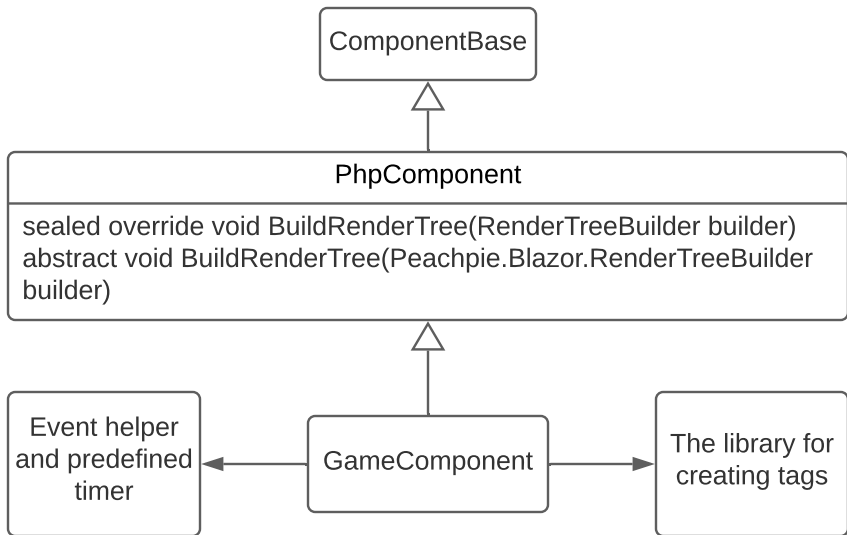 ComponentBase
PhpComponent
sealed override void BuildRenderTree(RenderTreeBuilder builder)
abstract void BuildRenderTree(Peachpie.Blazor.RenderTreeBuilder
builder)
Event helper
and predefined
timer
GameComponent
The library for
creating tags